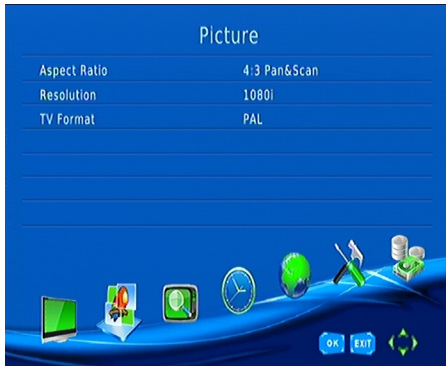 Picture
Aspect Ratio 4:3 Pan&Scan
Resolution 1080i
TV Format PAL
OK EXIT